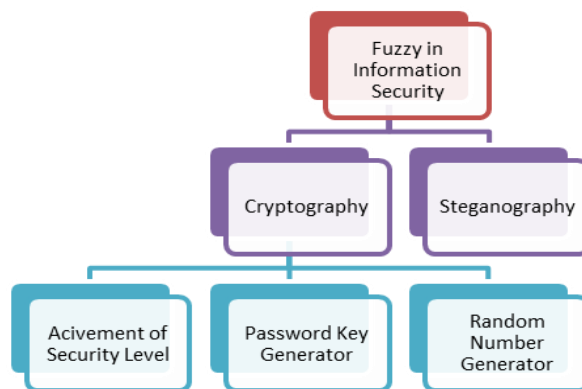 Fuzzy in
Information
Security
Cryptography
Steganography
Acivement of
Security Level
Password Key
Generator
Random
Number
Generator